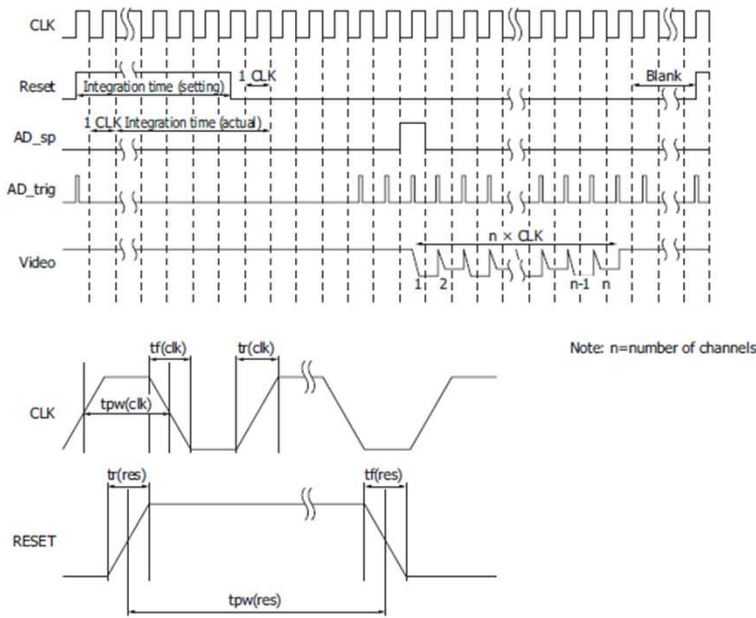 CLK
Reset
Integration time (setting)
1 CLK
Blank
1 CLK Integration time (actual)
AD_sp
AD_trig
n × CLK
Video
1 2 n-1 n
Note: n=number of channels
tf(clk) tr(clk)
CLK
tpw(clk)
tr(res) tf(res)
RESET
tpw(res)